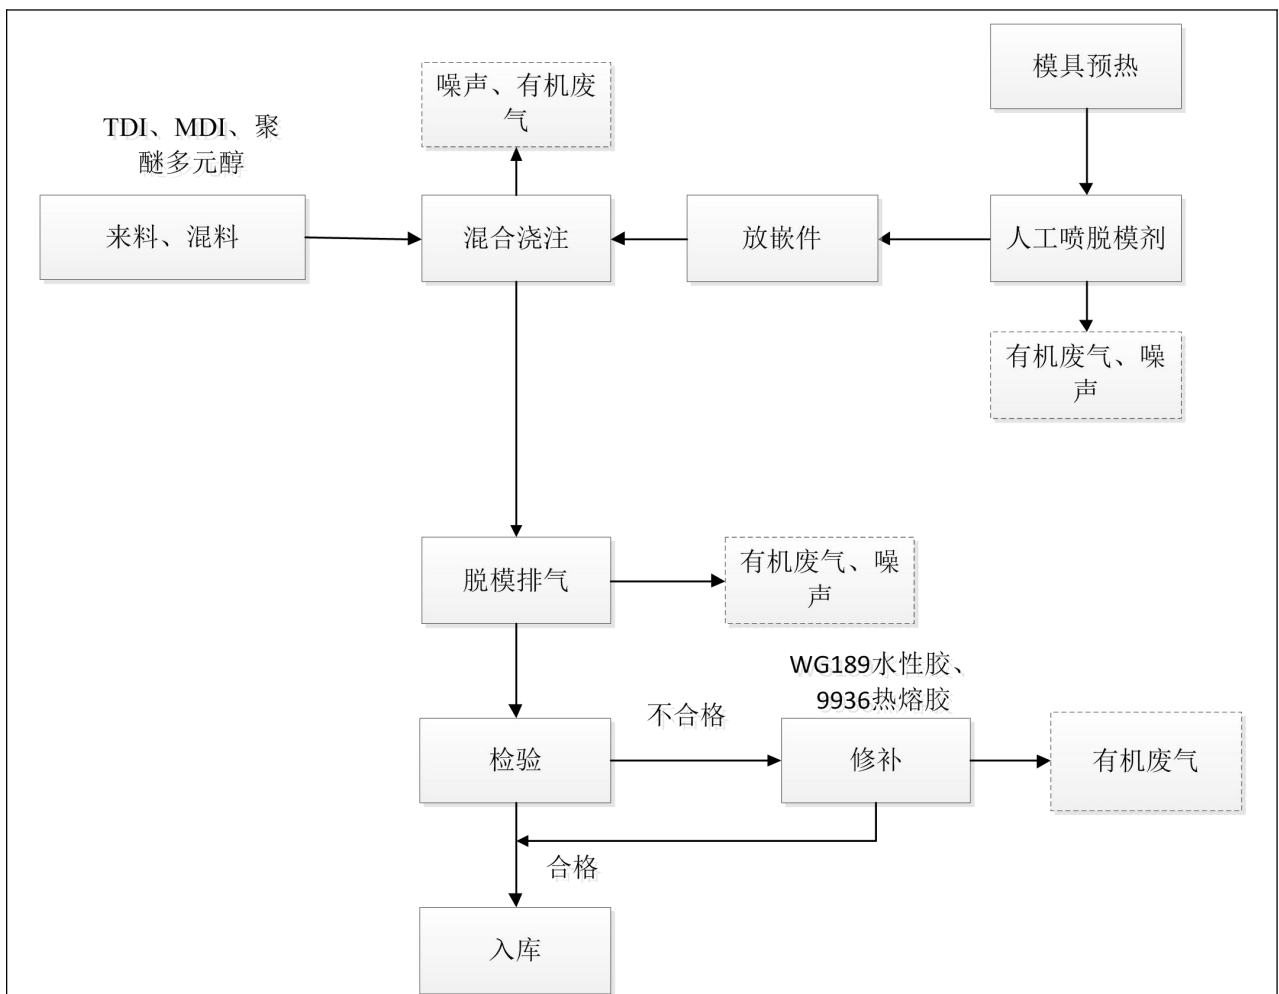 模具预热
噪声、有机废
气
TDI、MDI、聚
醚多元醇
来料、混料
混合浇注
放嵌件
人工喷脱模剂
有机废气、噪
声
脱模排气
有机废气、噪
声
WG189水性胶、
9936热熔胶
不合格
检验
修补
有机废气
合格
入库